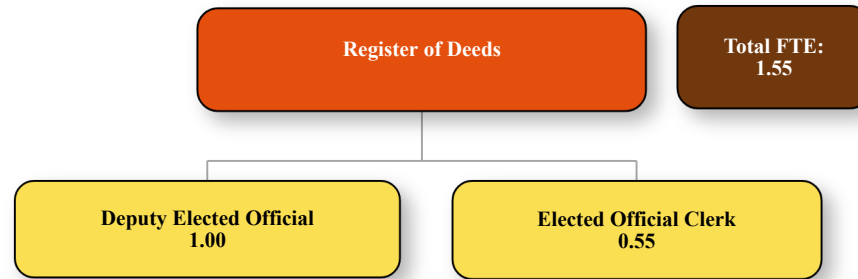 Register of Deeds
Total FTE:
1.55
Deputy Elected Official
1.00
Elected Official Clerk
0.55